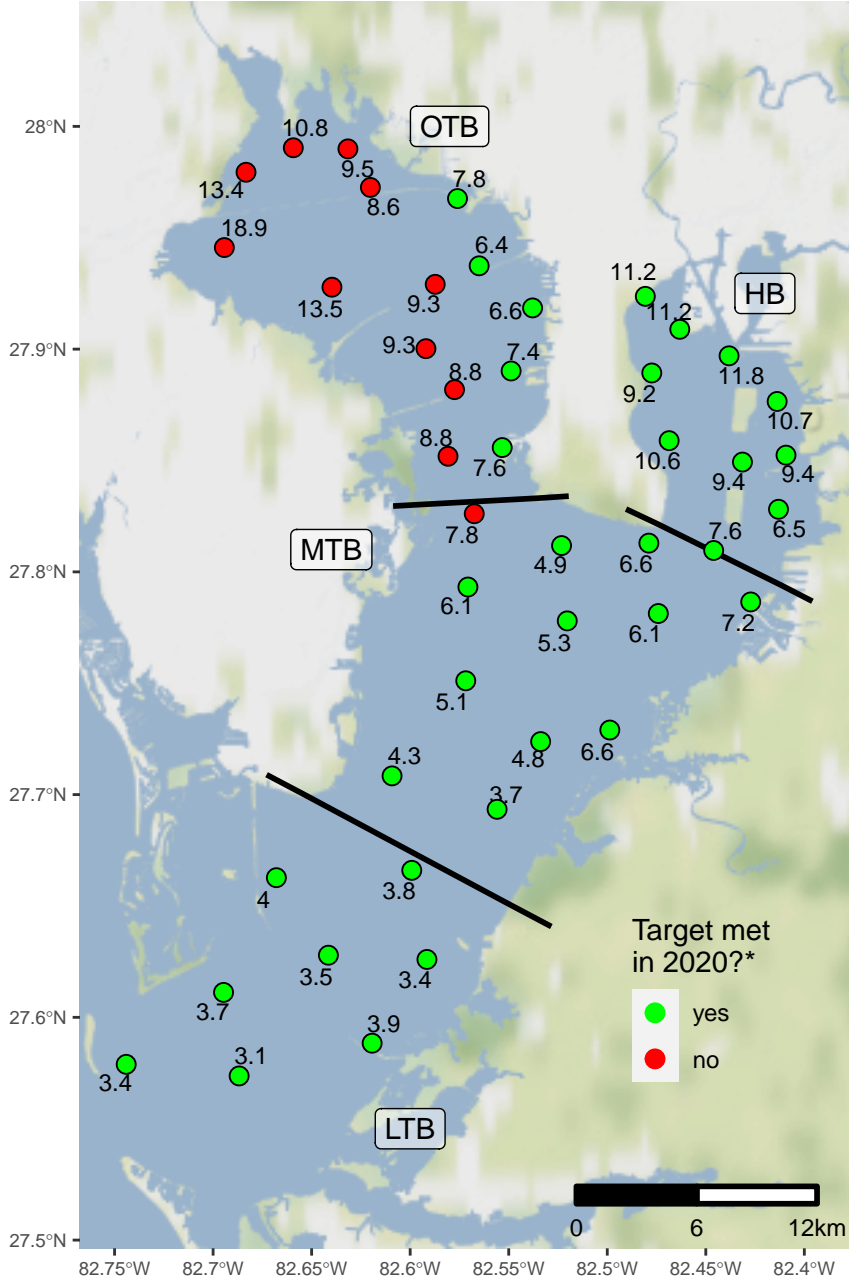 28°N
27.9°N
27.8°N
27.7°N
27.6°N
27.5°N
OTB
10.8
9.5
13.4
8.6
7.8
18.9
6.4
13.5
9.3
6.6
9.3
7.4
8.8
8.8
7.6
HB
11.2
11.2
9.2
11.8
10.7
10.6
9.4
9.4
6.5
7.6
MTB
7.8
4.9
6.6
6.1
5.3
6.1
7.2
5.1
4.8
6.6
4.3
3.7
3.8
4
3.5
3.4
3.7
3.9
3.4
3.1
LTB
Target met
in 2020?*
yes
no
0 6 12km
82.75°W 82.7°W 82.65°W 82.6°W 82.55°W 82.5°W 82.45°W 82.4°W